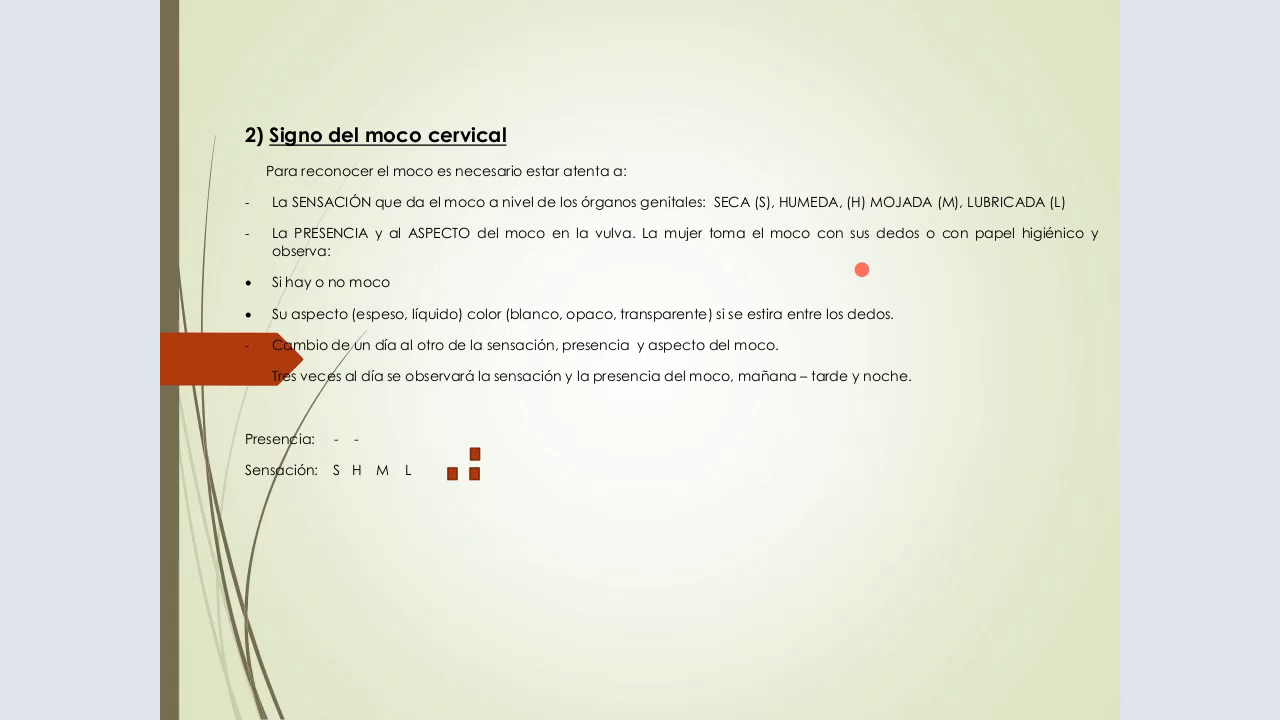 2) Signo del moco cervical
Para reconocer el moco es necesario estar atenta a:
- La SENSACIÓN que da el moco a nivel de los órganos genitales: SECA (S), HUMEDA, (H) MOJADA (M), LUBRICADA (L)
- La PRESENCIA y al ASPECTO del moco en la vulva. La mujer toma el moco con sus dedos o con papel higiénico y
observa:
• Si hay o no moco
• Su aspecto (espeso, líquido) color (blanco, opaco, transparente) si se estira entre los dedos.
- Cambio de un día al otro de la sensación, presencia y aspecto del moco.
Tres veces al día se observará la sensación y la presencia del moco, mañana – tarde y noche.
Presencia: - -
Sensación: S H M L